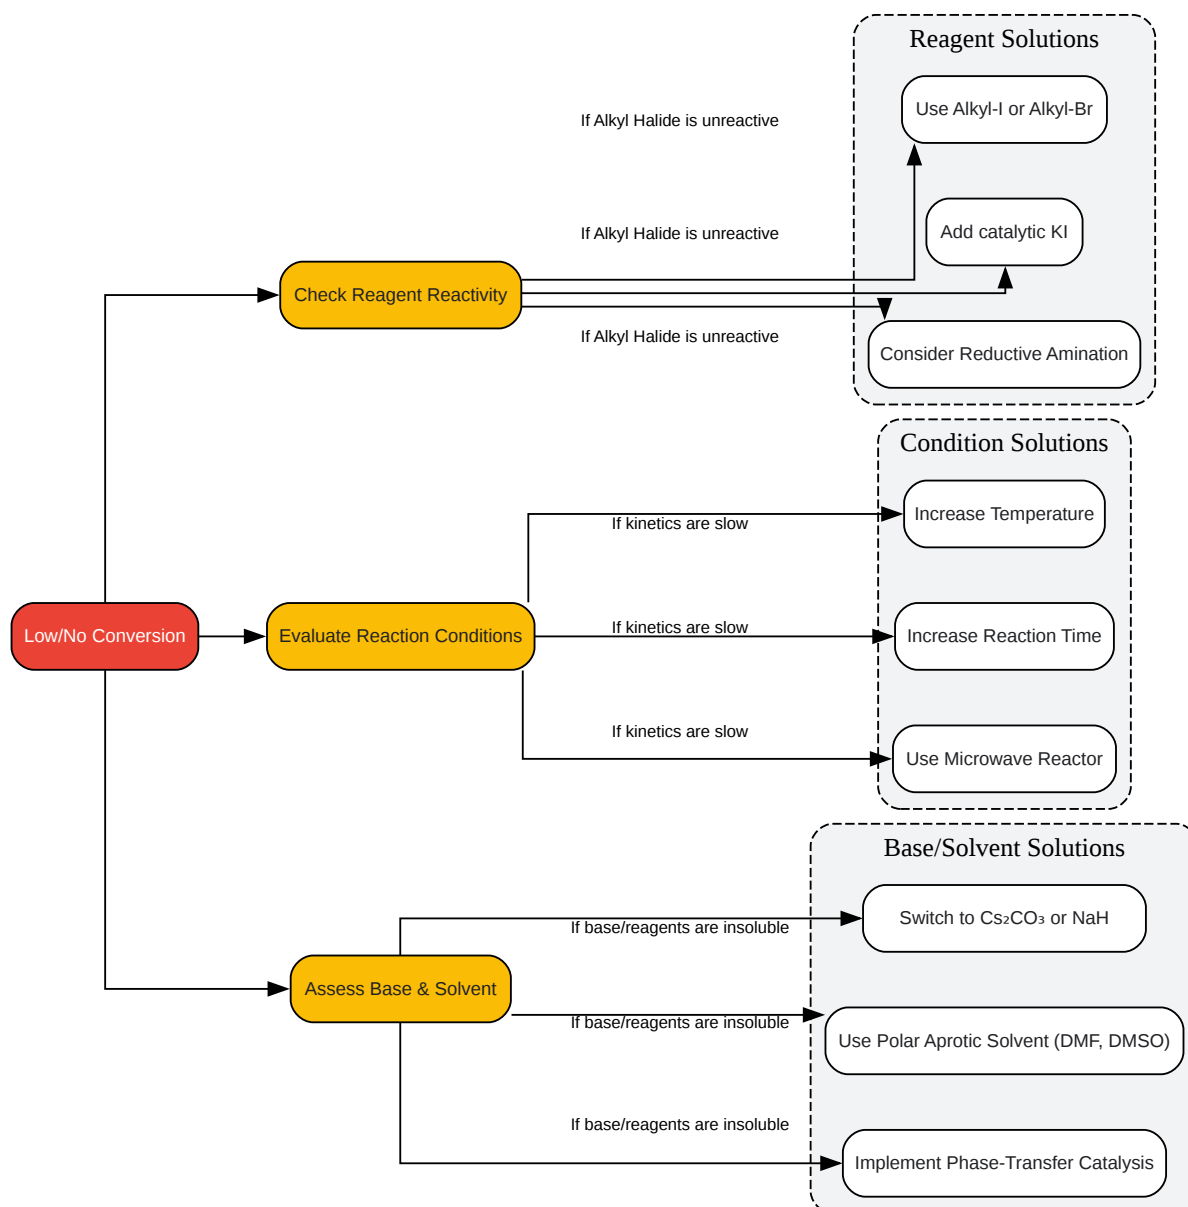 Reagent Solutions
If Alkyl Halide is unreactive
Use Alkyl-I or Alkyl-Br
If Alkyl Halide is unreactive
Add catalytic KI
Check Reagent Reactivity
If Alkyl Halide is unreactive
Consider Reductive Amination
Condition Solutions
If kinetics are slow
Increase Temperature
Low/No Conversion
Evaluate Reaction Conditions
If kinetics are slow
Increase Reaction Time
If kinetics are slow
Use Microwave Reactor
Base/Solvent Solutions
If base/reagents are insoluble
Switch to Cs₂CO₃ or NaH
Assess Base & Solvent
If base/reagents are insoluble
Use Polar Aprotic Solvent (DMF, DMSO)
If base/reagents are insoluble
Implement Phase-Transfer Catalysis